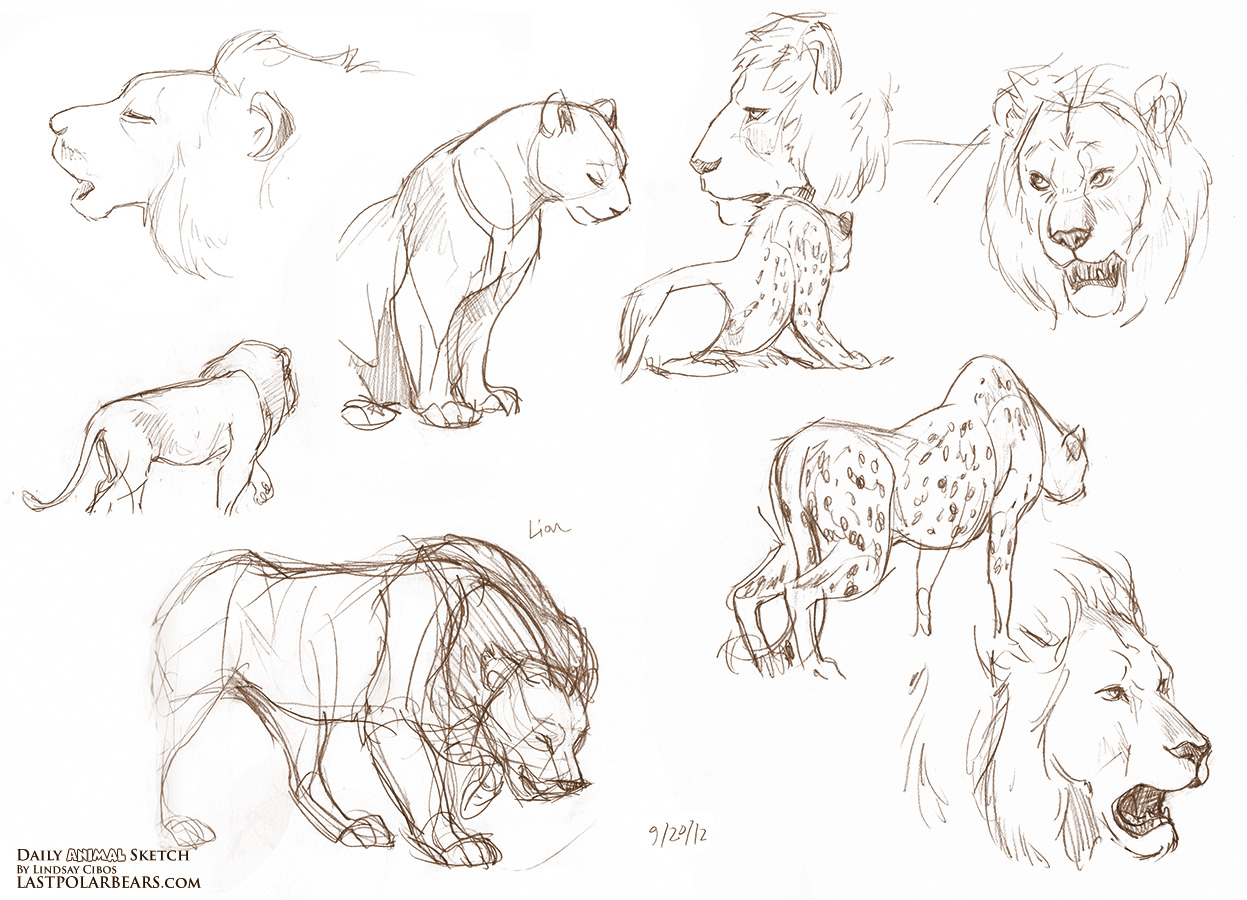 Lion
9/20/12
DAILY ANIMAL SKETCH
BY LINDSAY CIBOS
LASTPOLARBEARS.COM